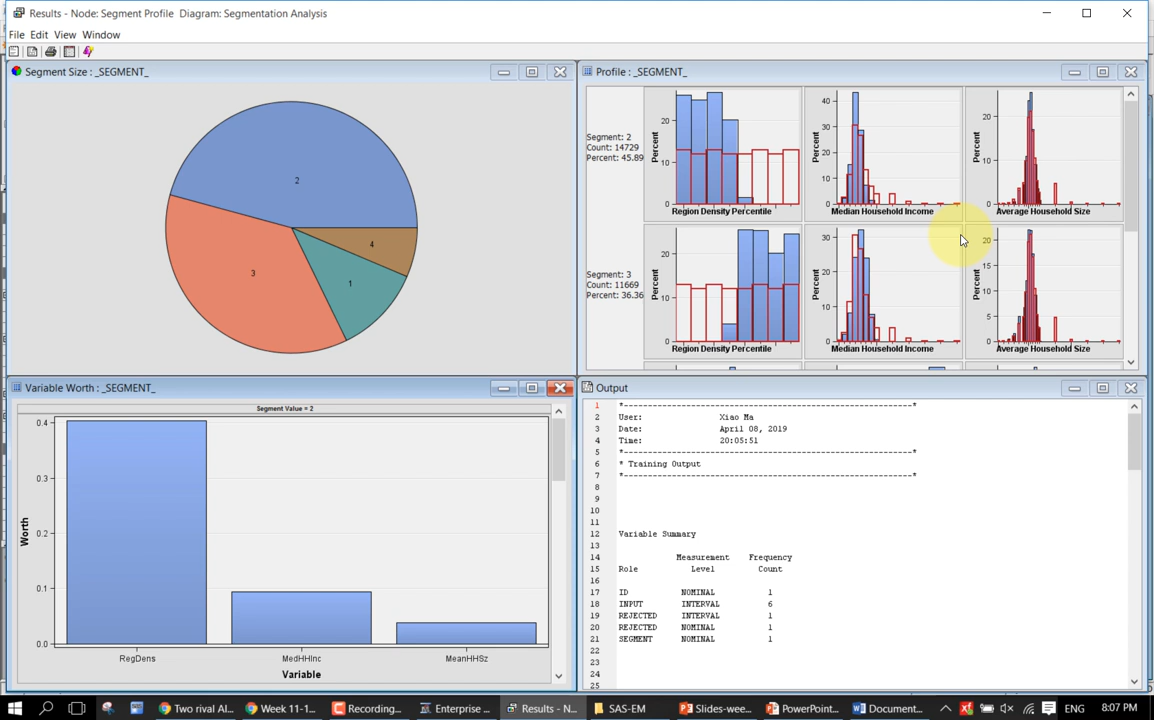 Results - Node: Segment Profile  Diagram: Segmentation Analysis
File Edit View Window
Segment Size : _SEGMENT_
2
3
4
1
Profile : _SEGMENT_
Segment: 2
Count: 14729
Percent: 45.89
Percent
20
10
0
Region Density Percentile
Percent
40
30
20
10
0
Median Household Income
Percent
20
10
0
Average Household Size
Segment: 3
Count: 11669
Percent: 36.36
Percent
20
10
0
Region Density Percentile
Percent
30
20
10
0
Median Household Income
Percent
20
15
10
5
0
Average Household Size
Variable Worth : _SEGMENT_
Segment Value = 2
Worth
0.4
0.3
0.2
0.1
0.0
RegDens MedHHInc MeanHHSz
Variable
Output
1 *------------------------------------------------------------*
2 User: Xiao Ma
3 Date: April 08, 2019
4 Time: 20:05:51
5 *------------------------------------------------------------*
6 * Training Output
7 *------------------------------------------------------------*
8
9
10
11
12 Variable Summary
13
14 Measurement Frequency
15 Role Level Count
16
17 ID NOMINAL 1
18 INPUT INTERVAL 6
19 REJECTED INTERVAL 1
20 REJECTED NOMINAL 1
21 SEGMENT NOMINAL 1
22
23
24
25
Two rival AI... Week 11-1... Recording... Enterprise ... Results - N... SAS-EM Slides-wee... PowerPoint... Document... ENG 8:07 PM